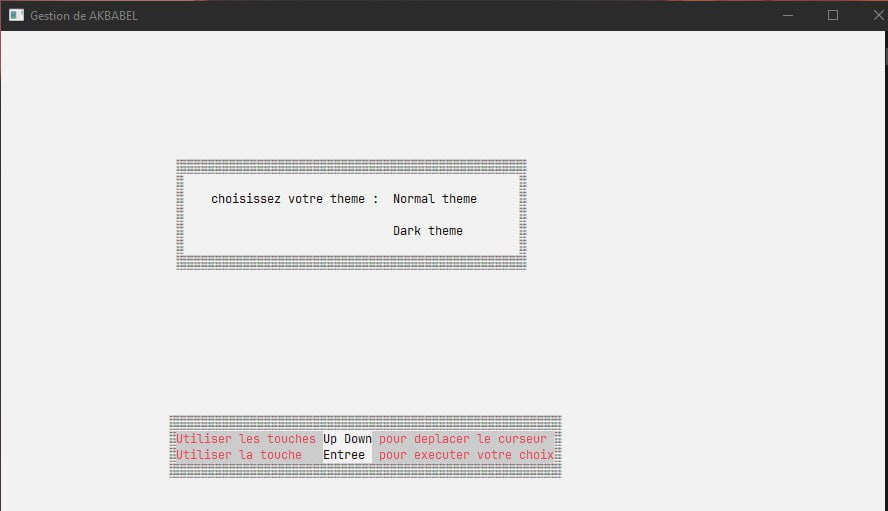 Gestion de AKBABEL
choisissez votre theme : Normal theme
Dark theme
Utiliser les touches Up Down pour deplacer le curseur
Utiliser la touche Entree pour executer votre choix